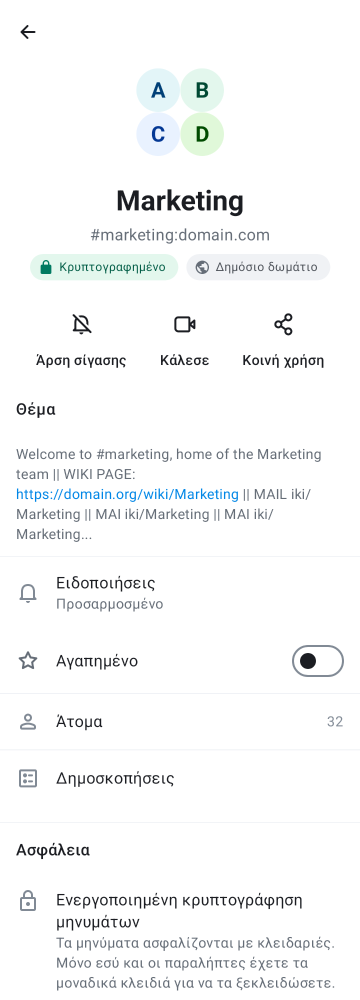 A B
C D
Marketing
#marketing:domain.com
Κρυπτογραφημένο Δημόσιο δωμάτιο
Άρση σίγασης Κάλεσε Κοινή χρήση
Θέμα
Welcome to #marketing, home of the Marketing
team || WIKI PAGE:
https://domain.org/wiki/Marketing || MAIL iki/
Marketing || MAI iki/Marketing || MAI iki/
Marketing...
Ειδοποιήσεις
Προσαρμοσμένο
Αγαπημένο
Άτομα 32
Δημοσκοπήσεις
Ασφάλεια
Ενεργοποιημένη κρυπτογράφηση
μηνυμάτων
Τα μηνύματα ασφαλίζονται με κλειδαριές.
Μόνο εσύ και οι παραλήπτες έχετε τα
μοναδικά κλειδιά για να τα ξεκλειδώσετε.